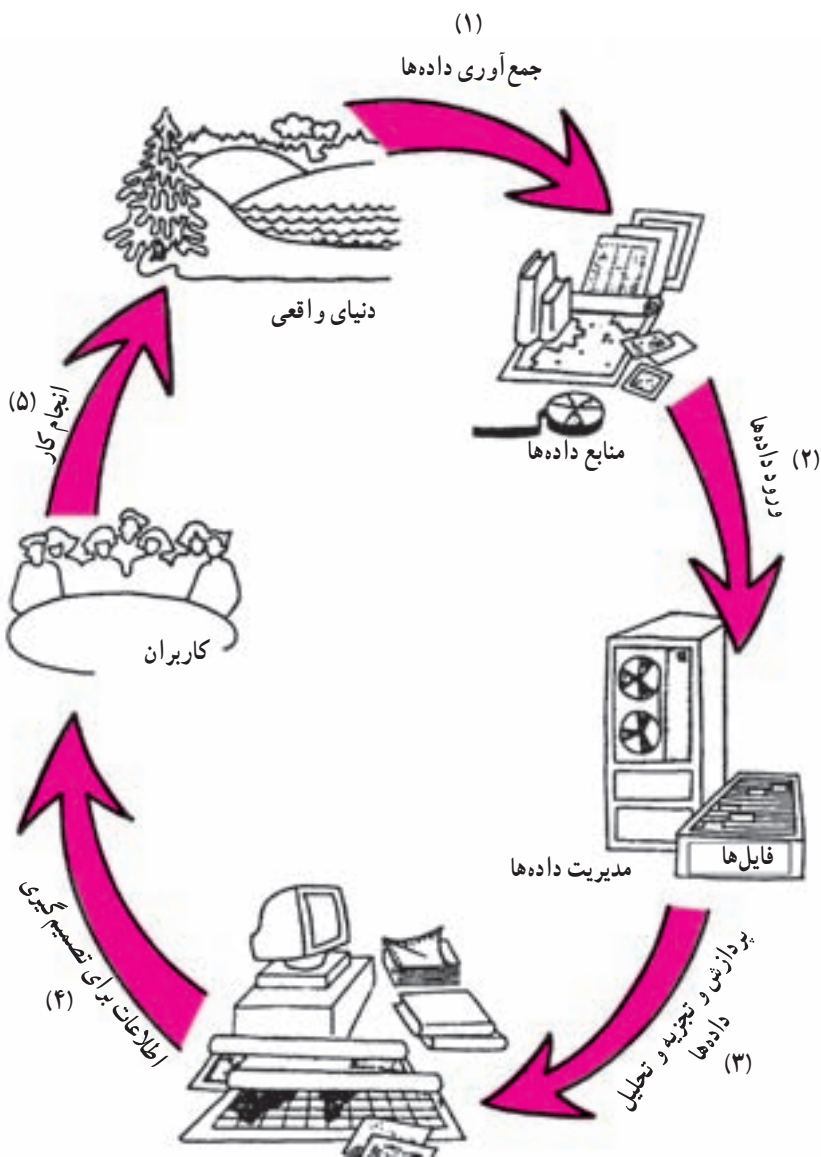 (۱)
جمع‌آوری داده‌ها
دنیای واقعی
منابع داده‌ها
(۲)
ورود داده‌ها
فایل‌ها
مدیریت داده‌ها
پردازش و تجزیه و تحلیل
داده‌ها
(۳)
اطلاعات برای تصمیم‌گیری
(۴)
کاربران
انجام کار
(۵)